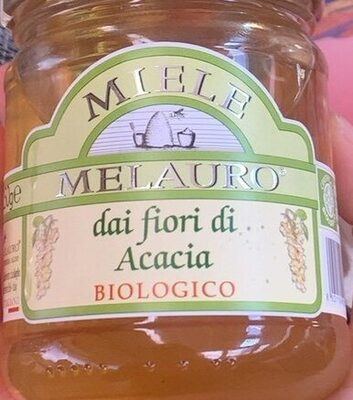 MIELE
MELAURO®
dai fiori di
Acacia
BIOLOGICO